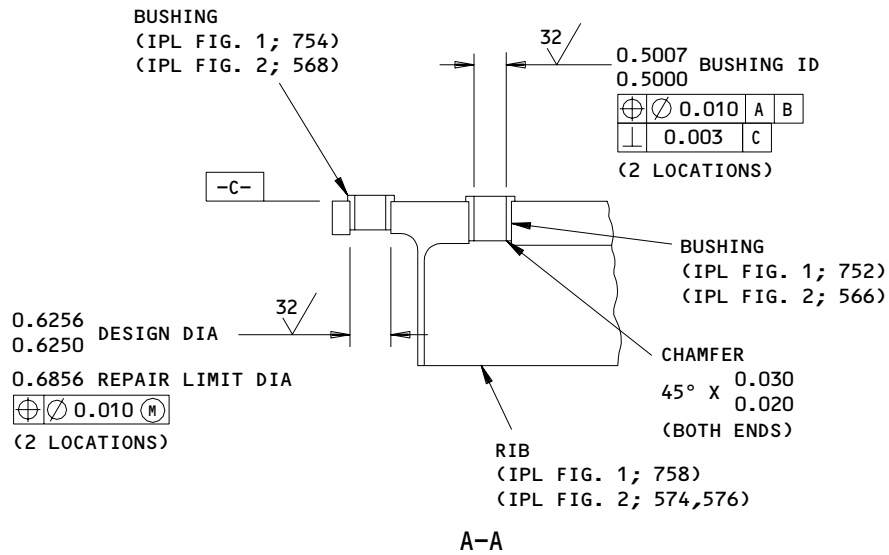 BUSHING
(IPL FIG. 1; 754)
(IPL FIG. 2; 568)
32
0.5007
0.5000 BUSHING ID
⌖ ⌀ 0.010 A B
⊥ 0.003 C
(2 LOCATIONS)
-C-
BUSHING
(IPL FIG. 1; 752)
(IPL FIG. 2; 566)
32
0.6256
0.6250 DESIGN DIA
0.6856 REPAIR LIMIT DIA
⌖ ⌀ 0.010 Ⓜ
(2 LOCATIONS)
CHAMFER
45° X 0.030
0.020
(BOTH ENDS)
RIB
(IPL FIG. 1; 758)
(IPL FIG. 2; 574,576)
A-A